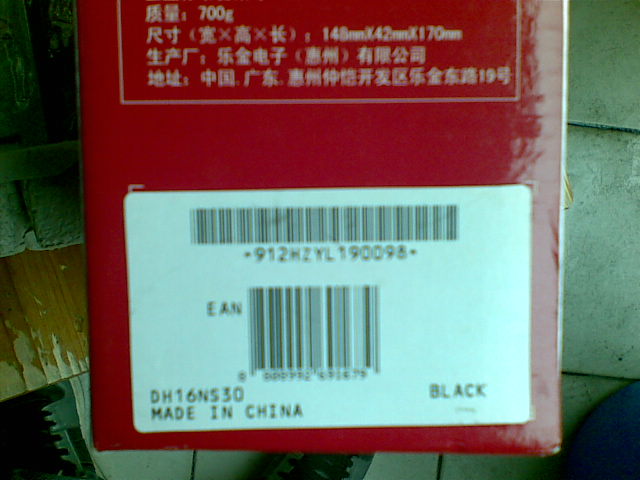 质量：700g
尺寸（宽×高×长）：148mmX42mmX170mm
生产厂：乐金电子（惠州）有限公司
地址：中国.广东.惠州仲恺开发区乐金东路19号
-912HZYL190098-
EAN
DH16NS30
BLACK
MADE IN CHINA